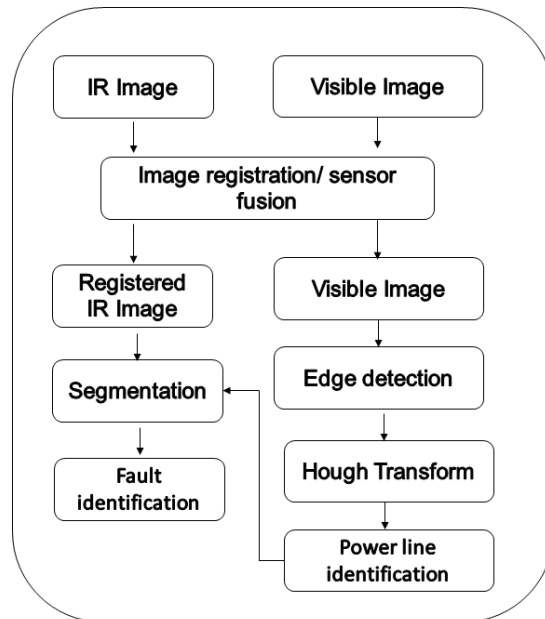 IR Image
Visible Image
Image registration/ sensor
fusion
Registered
IR Image
Visible Image
Segmentation
Edge detection
Fault
identification
Hough Transform
Power line
identification